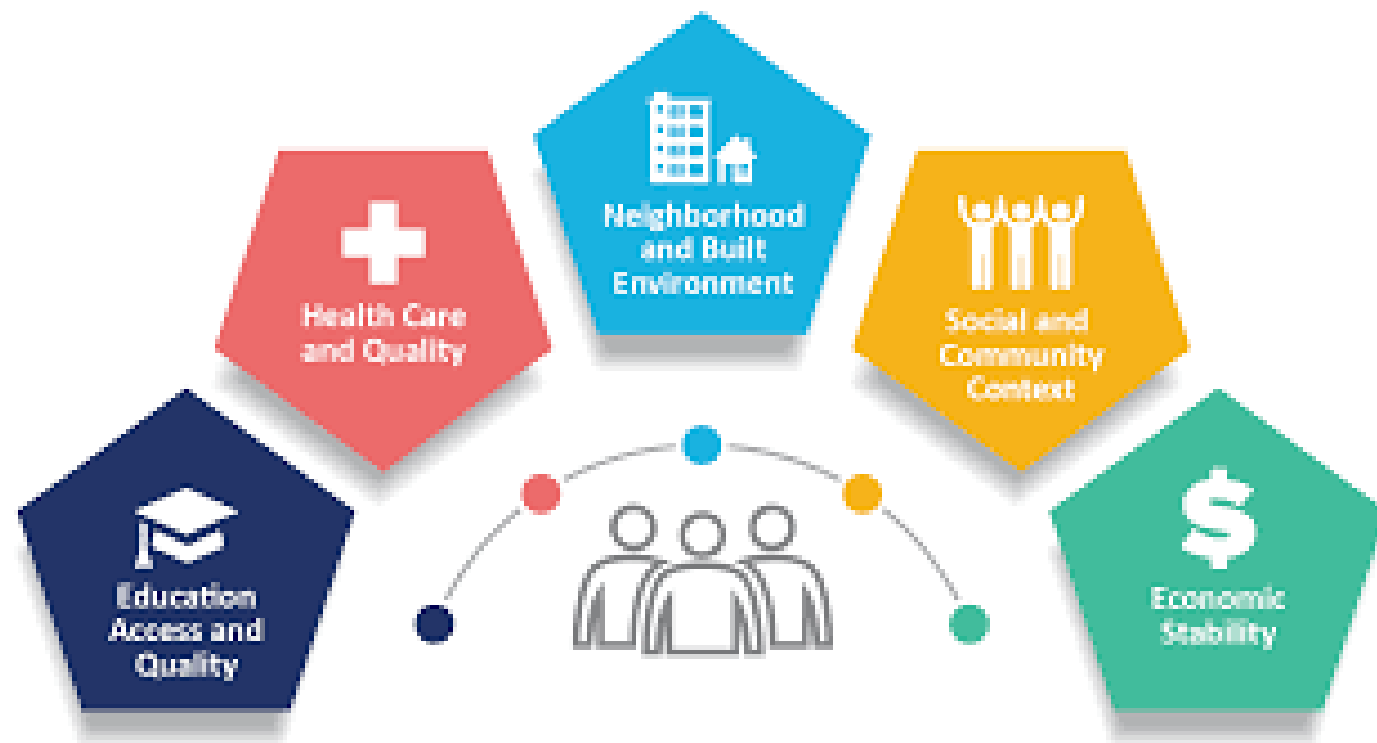 Education
Access and
Quality
Health Care
and Quality
Neighborhood
and Built
Environment
Social and
Community
Context
Economic
Stability